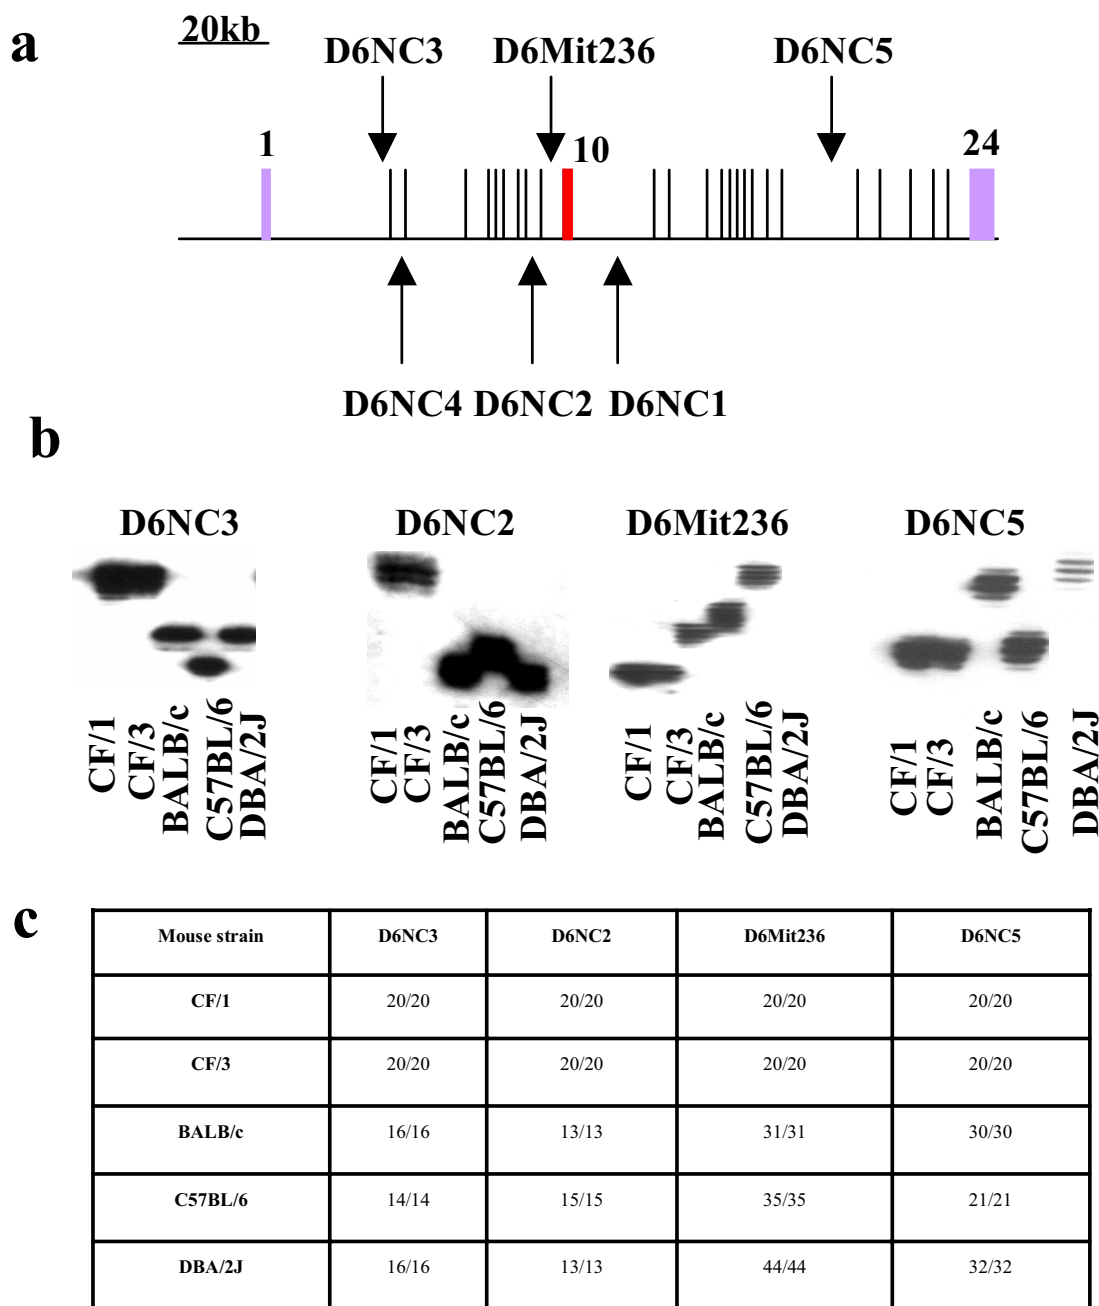 a
20kb
D6NC3 D6Mit236 D6NC5
1 10 24
D6NC4 D6NC2 D6NC1
b
D6NC3 D6NC2 D6Mit236 D6NC5
CF/1 CF/3 BALB/c C57BL/6 DBA/2J
CF/1 CF/3 BALB/c C57BL/6 DBA/2J
CF/1 CF/3 BALB/c C57BL/6 DBA/2J
CF/1 CF/3 BALB/c C57BL/6 DBA/2J
c
Mouse strain D6NC3 D6NC2 D6Mit236 D6NC5
CF/1 20/20 20/20 20/20 20/20
CF/3 20/20 20/20 20/20 20/20
BALB/c 16/16 13/13 31/31 30/30
C57BL/6 14/14 15/15 35/35 21/21
DBA/2J 16/16 13/13 44/44 32/32